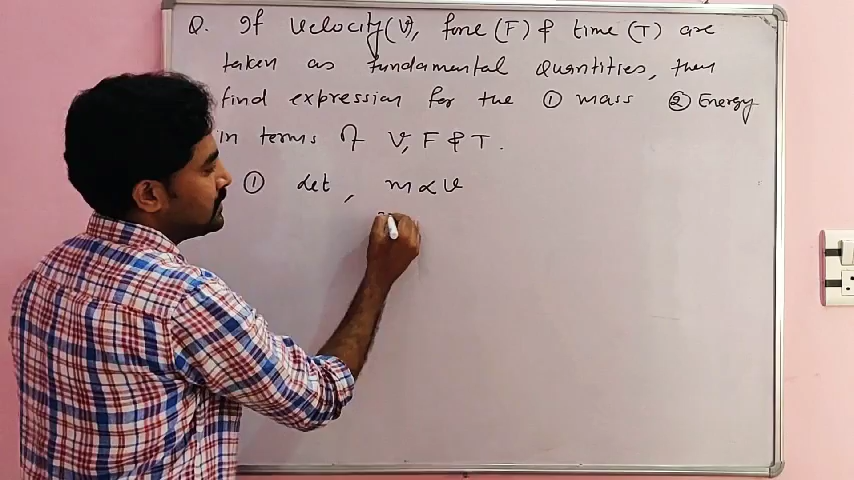 Q. If Velocity (V), force (F) & time (T) are
taken as fundamental quantities, then
find expression for the ① mass ② Energy
in terms of V, F & T.
① let, m ∝ V